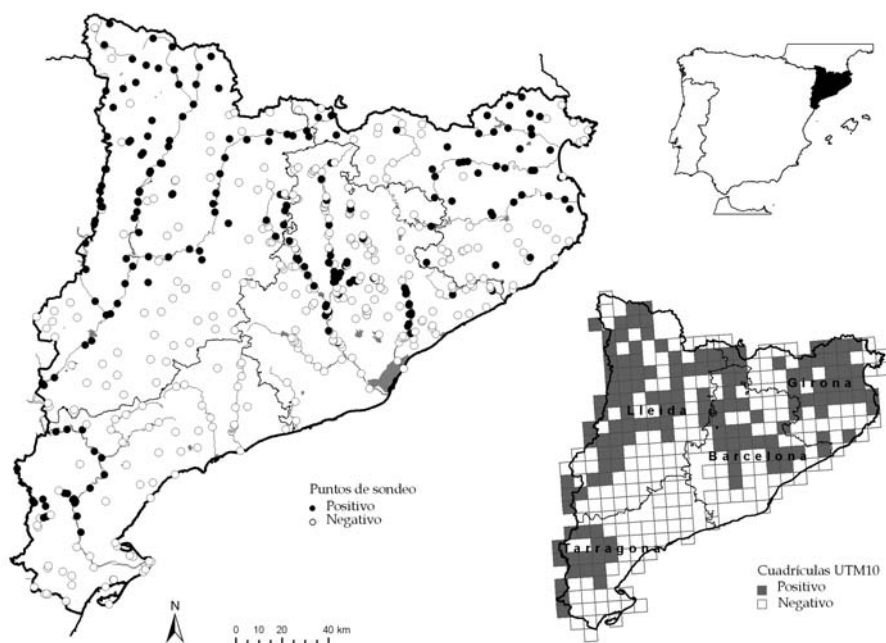 Puntos de sondeo
Positivo
Negativo
N
0 10 20 40 km
Girona
Lleida
Barcelona
Tarragona
Cuadrículas UTM10
Positivo
Negativo